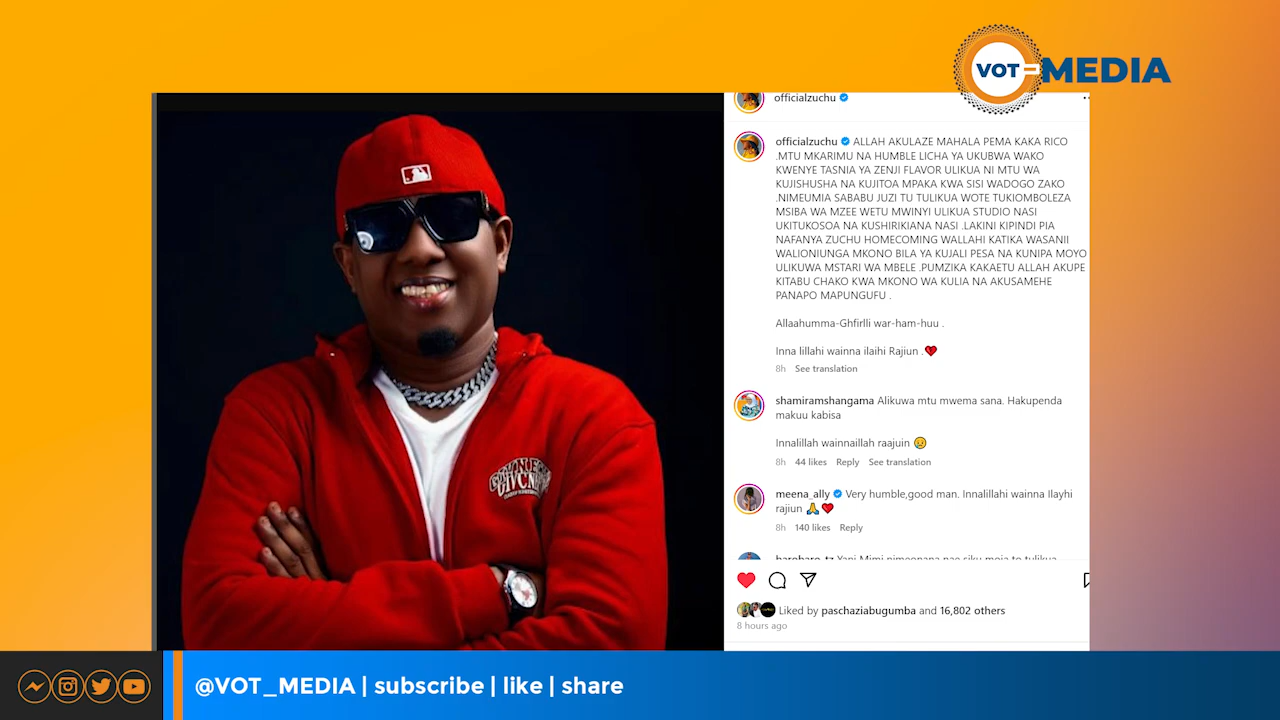 VOT-MEDIA
officialzuchu
officialzuchu ALLAH AKULAZE MAHALA PEMA KAKA RICO
.MTU MKARIMU NA HUMBLE LICHA YA UKUBWA WAKO
KWENYE TASNIA YA ZENJI FLAVOR ULIKUA NI MTU WA
KUJISHUSHA NA KUJITOA MPAKA KWA SISI WADOGO ZAKO
.NIMEUMIA SABABU JUZI TU TULIKUA WOTE TUKIOMBOLEZA
MSIBA WA MZEE WETU MWINYI ULIKUA STUDIO NASI
UKITUKOSOA NA KUSHIRIKIANA NASI .LAKINI KIPINDI PIA
NAFANYA ZUCHU HOMECOMING WALLAHI KATIKA WASANII
WALIONIUNGA MKONO BILA YA KUJALI PESA NA KUNIPA MOYO
ULIKUWA MSTARI WA MBELE .PUMZIKA KAKAETU ALLAH AKUPE
KITABU CHAKO KWA MKONO WA KULIA NA AKUSAMEHE
PANAPO MAPUNGUFU .
Allaahumma-Ghfirlli war-ham-huu .
Inna lillahi wainna ilaihi Rajiun .💔
8h See translation
shamiramshangama Alikuwa mtu mwema sana. Hakupenda
makuu kabisa
Innalillah wainnaillah raajuin 😥
8h 44 likes Reply See translation
meena_ally Very humble,good man. Innalillahi wainna Ilayhi
rajiun 🙏❤️
8h 140 likes Reply
Liked by paschaziabugumba and 16,802 others
8 hours ago
@VOT_MEDIA | subscribe | like | share